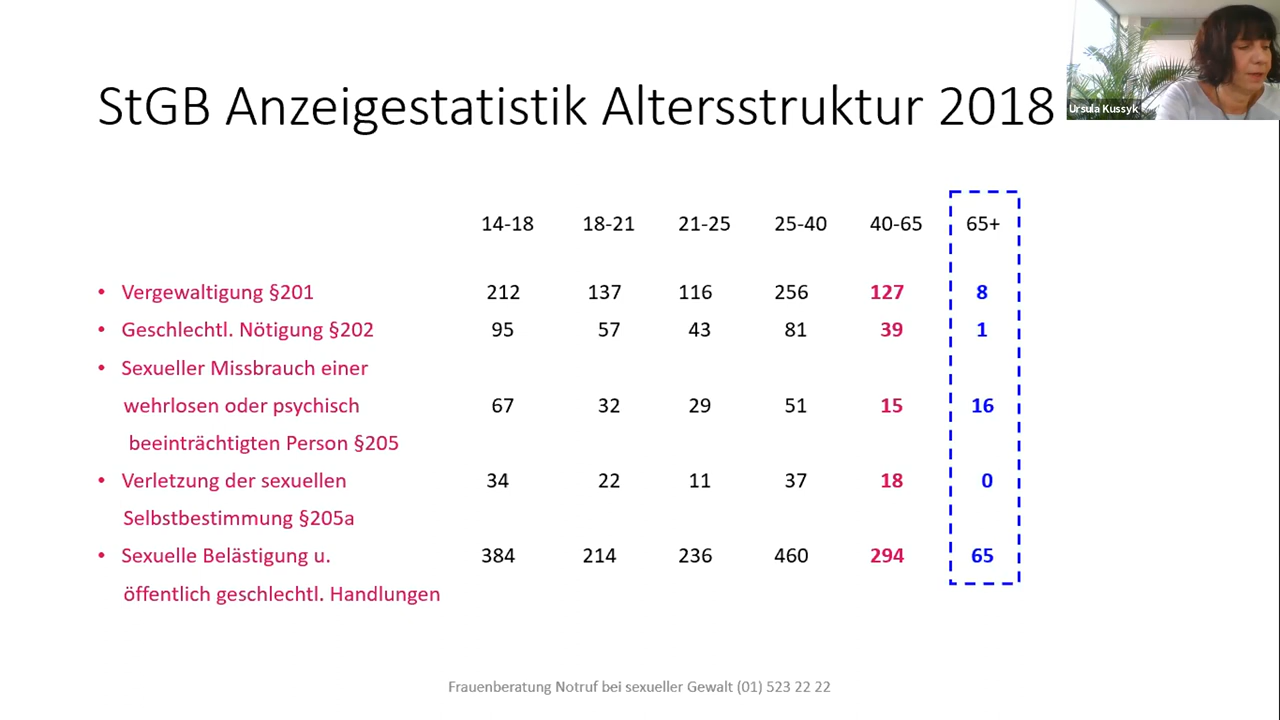 StGB Anzeigestatistik Altersstruktur 2018
Ursula Kussyk
14-18 18-21 21-25 25-40 40-65 65+
• Vergewaltigung §201 212 137 116 256 127 8
• Geschlechtl. Nötigung §202 95 57 43 81 39 1
• Sexueller Missbrauch einer
wehrlosen oder psychisch 67 32 29 51 15 16
beeinträchtigten Person §205
• Verletzung der sexuellen 34 22 11 37 18 0
Selbstbestimmung §205a
• Sexuelle Belästigung u. 384 214 236 460 294 65
öffentlich geschlechtl. Handlungen
Frauenberatung Notruf bei sexueller Gewalt (01) 523 22 22